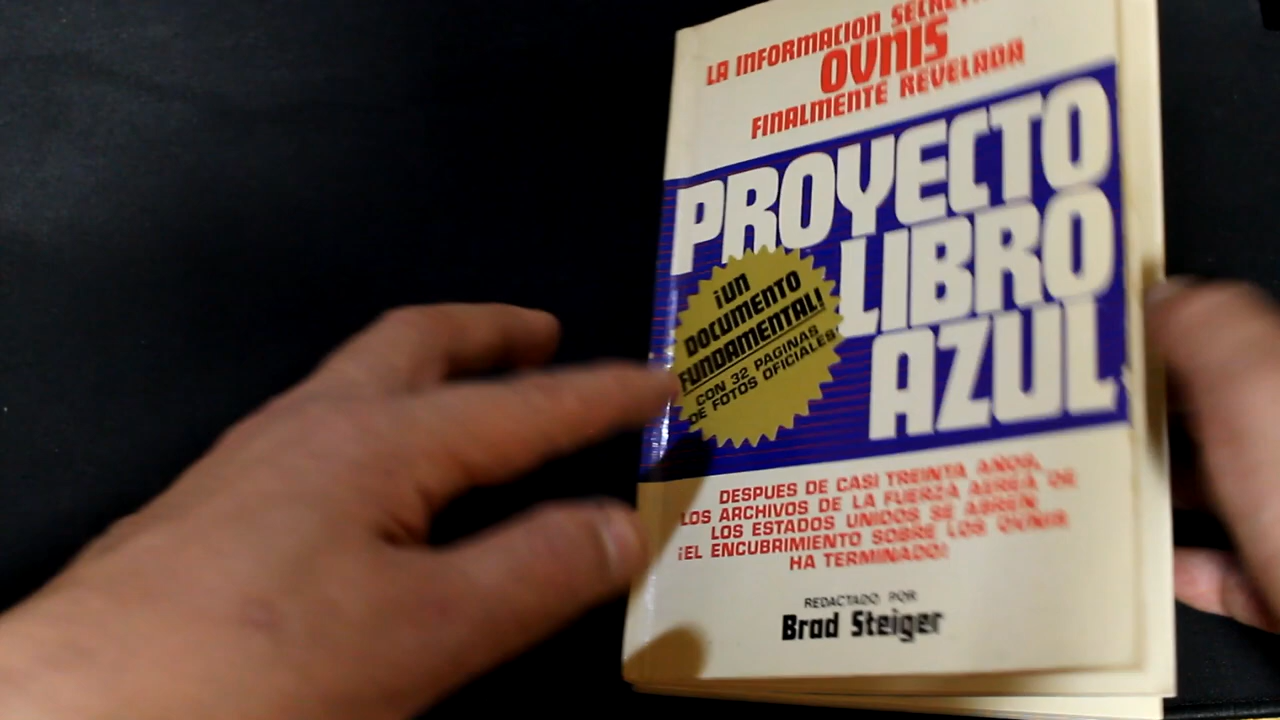 LA INFORMACION
OVNIS
FINALMENTE REVELADA
PROYECTO
LIBRO
AZUL
¡UN
DOCUMENTO
FUNDAMENTAL!
CON 32 PAGINAS
DE FOTOS OFICIALES!
DESPUES DE CASI TREINTA AÑOS,
LOS ARCHIVOS DE LA FUERZA AEREA DE
LOS ESTADOS UNIDOS SE ABREN
¡EL ENCUBRIMIENTO SOBRE LOS OVNIS
HA TERMINADO!
REDACTADO POR
Brad Steiger